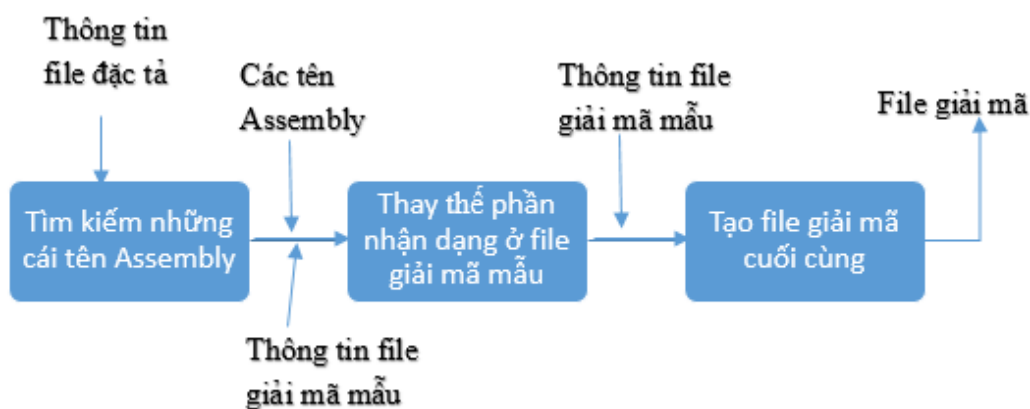 Thông tin
file đặc tả
Các tên
Assembly
Thông tin file
giải mã mẫu
File giải mã
Tìm kiếm những
cái tên Assembly
Thay thế phần
nhận dạng ở file
giải mã mẫu
Tạo file giải mã
cuối cùng
Thông tin file
giải mã mẫu